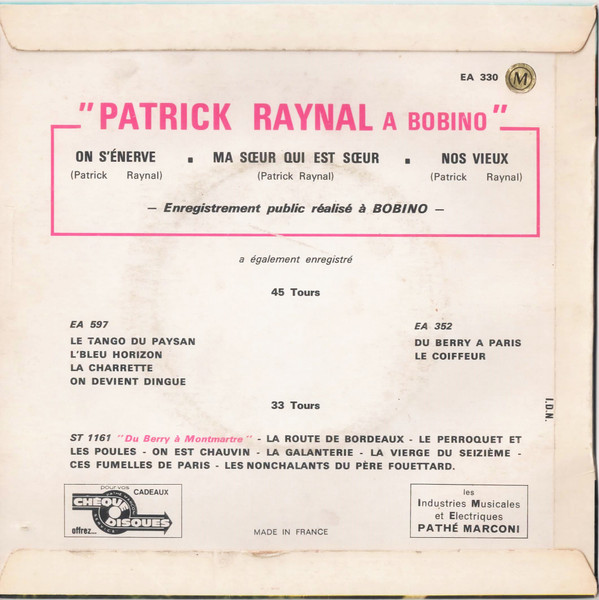 EA 330 M
"PATRICK RAYNAL A BOBINO"
ON S'ÉNERVE ▪ MA SŒUR QUI EST SŒUR ▪ NOS VIEUX
(Patrick Raynal) (Patrick Raynal) (Patrick Raynal)
— Enregistrement public réalisé à BOBINO —
a également enregistré
45 Tours
EA 597
LE TANGO DU PAYSAN
L'BLEU HORIZON
LA CHARRETTE
ON DEVIENT DINGUE
EA 352
DU BERRY A PARIS
LE COIFFEUR
33 Tours
ST 1161 "Du Berry à Montmartre" - LA ROUTE DE BORDEAUX - LE PERROQUET ET
LES POULES - ON EST CHAUVIN - LA GALANTERIE - LA VIERGE DU SEIZIÈME -
CES FUMELLES DE PARIS - LES NONCHALANTS DU PÈRE FOUETTARD.
I.D.N.
pour vos CADEAUX
CHÈQUE
DISQUES
offrez...
MADE IN FRANCE
les
Industries Musicales
et Electriques
PATHÉ MARCONI